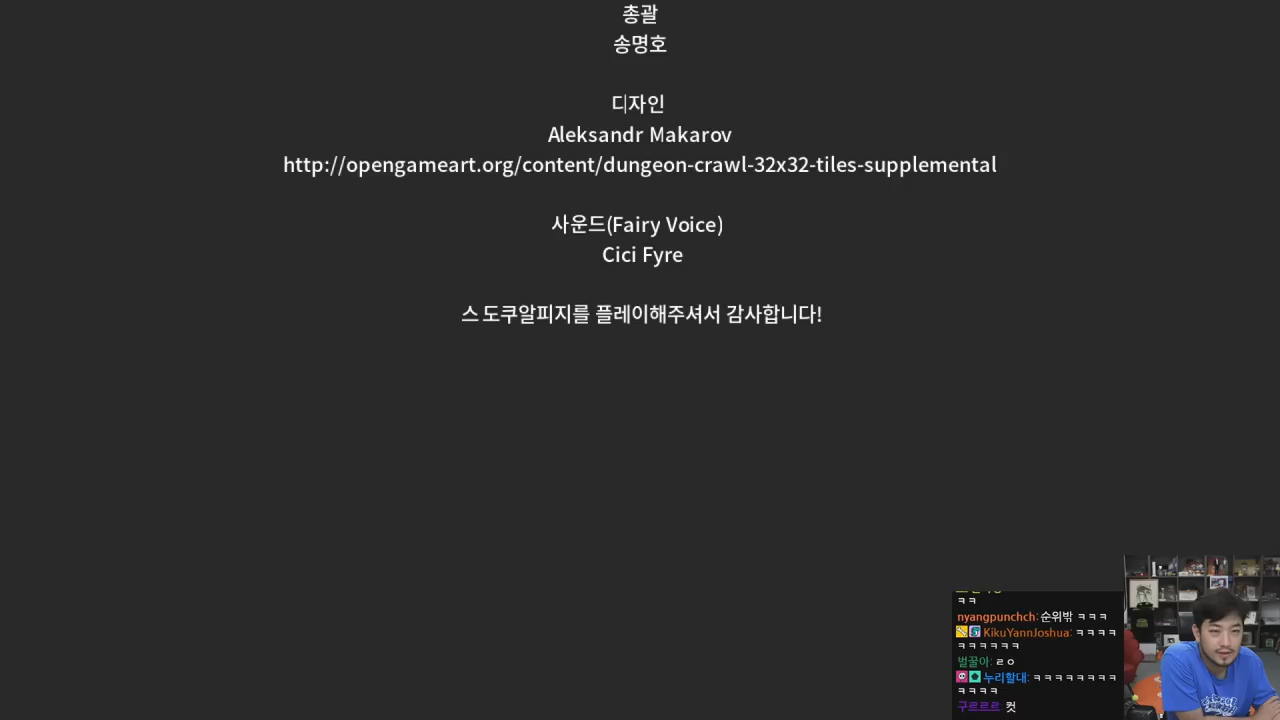 총괄
송명호
디자인
Aleksandr Makarov
http://opengameart.org/content/dungeon-crawl-32x32-tiles-supplemental
사운드(Fairy Voice)
Cici Fyre
스도쿠알피지를 플레이해주셔서 감사합니다!
ㅋㅋ
nyangpunchch: 순위밖 ㅋㅋㅋ
KikuYannJoshua: ㅋㅋㅋㅋ
ㅋㅋㅋㅋㅋㅋ
벌꿀아: ㄹㅇ
누리할대: ㅋㅋㅋㅋㅋㅋㅋㅋ
ㅋㅋㅋㅋ
구르르르: 컷